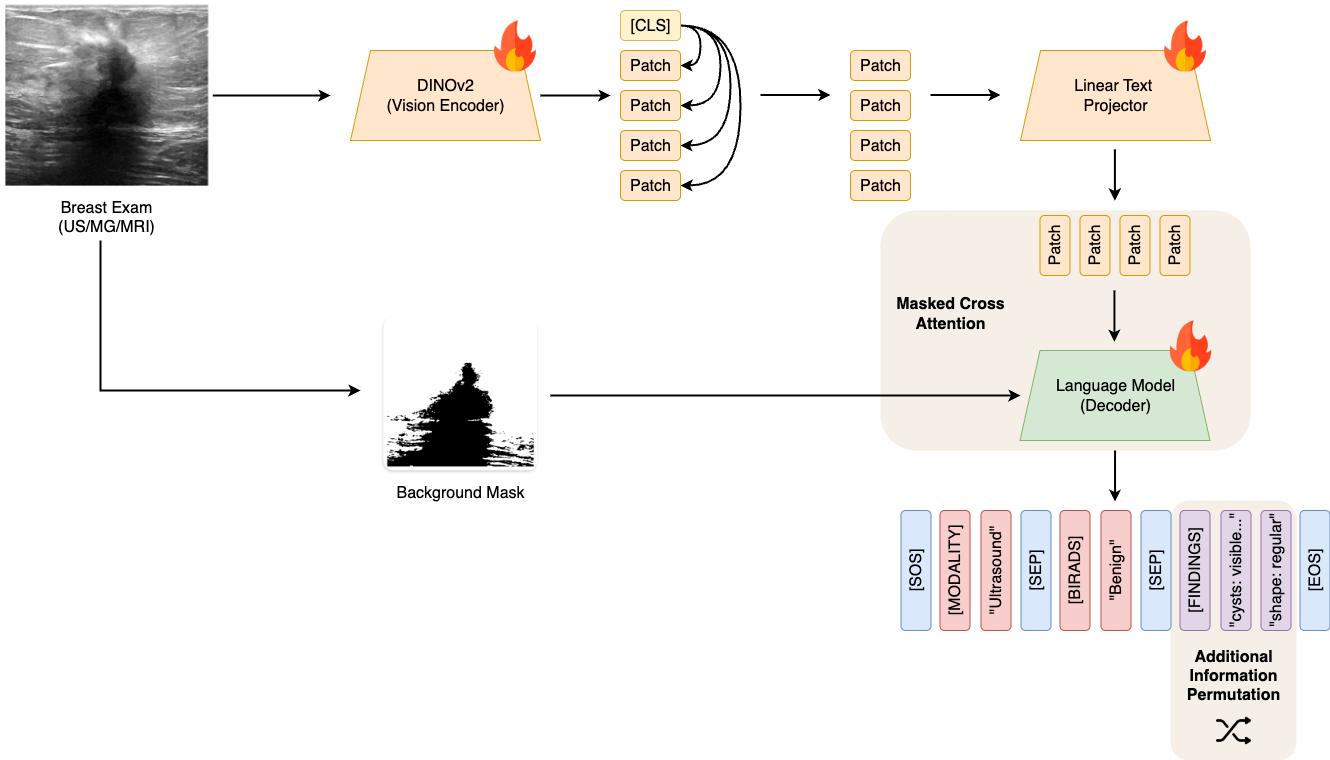 Breast Exam
(US/MG/MRI)
DINOv2
(Vision Encoder)
[CLS]
Patch
Patch
Patch
Patch
Patch
Patch
Patch
Patch
Linear Text
Projector
Patch
Patch
Patch
Patch
Masked Cross
Attention
Language Model
(Decoder)
Background Mask
[SOS]
[MODALITY]
"Ultrasound"
[SEP]
[BIRADS]
"Benign"
[SEP]
[FINDINGS]
"cysts: visible..."
"shape: regular"
[EOS]
Additional
Information
Permutation